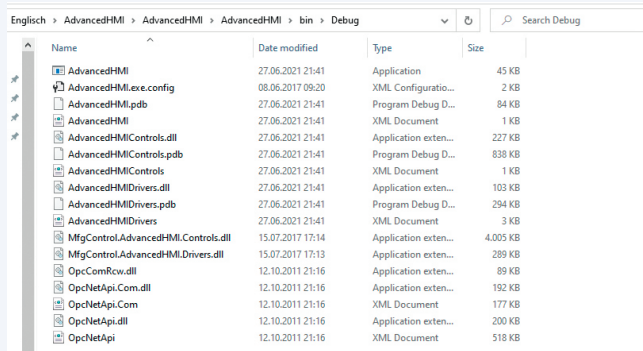 Englisch > AdvancedHMI > AdvancedHMI > AdvancedHMI > bin > Debug Search Debug
Name Date modified Type Size
AdvancedHMI 27.06.2021 21:41 Application 45 KB
AdvancedHMI.exe.config 08.06.2017 09:20 XML Configuratio... 2 KB
AdvancedHMI.pdb 27.06.2021 21:41 Program Debug D... 84 KB
AdvancedHMI 27.06.2021 21:41 XML Document 1 KB
AdvancedHMIControls.dll 27.06.2021 21:41 Application exten... 227 KB
AdvancedHMIControls.pdb 27.06.2021 21:41 Program Debug D... 838 KB
AdvancedHMIControls 27.06.2021 21:41 XML Document 1 KB
AdvancedHMIDrivers.dll 27.06.2021 21:41 Application exten... 103 KB
AdvancedHMIDrivers.pdb 27.06.2021 21:41 Program Debug D... 294 KB
AdvancedHMIDrivers 27.06.2021 21:41 XML Document 3 KB
MfgControl.AdvancedHMI.Controls.dll 15.07.2017 17:14 Application exten... 4.005 KB
MfgControl.AdvancedHMI.Drivers.dll 15.07.2017 17:13 Application exten... 289 KB
OpcComRcw.dll 12.10.2011 21:16 Application exten... 89 KB
OpcNetApi.Com.dll 12.10.2011 21:16 Application exten... 192 KB
OpcNetApi.Com 12.10.2011 21:16 XML Document 177 KB
OpcNetApi.dll 12.10.2011 21:16 Application exten... 200 KB
OpcNetApi 12.10.2011 21:16 XML Document 518 KB